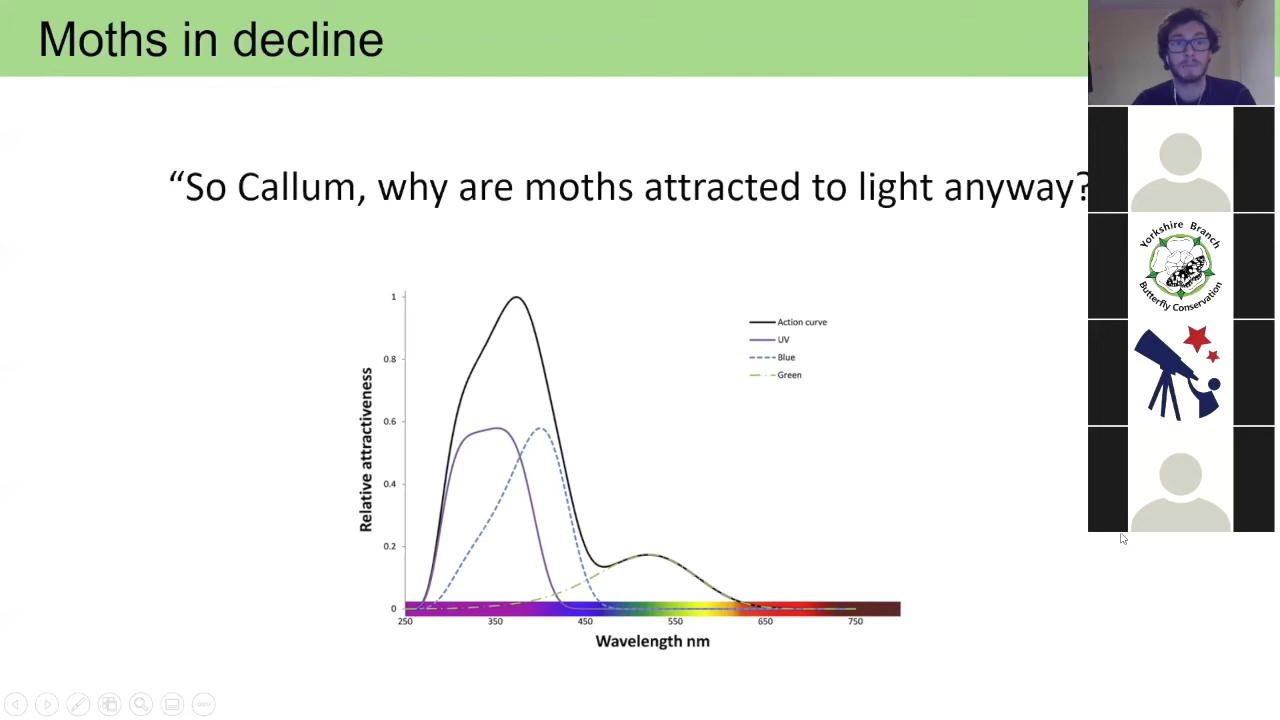 Moths in decline
“So Callum, why are moths attracted to light anyway?
Yorkshire Branch
Butterfly Conservation
1
0.8
0.6
0.4
0.2
0
Relative attractiveness
Action curve
UV
Blue
Green
250 350 450 550 650 750
Wavelength nm